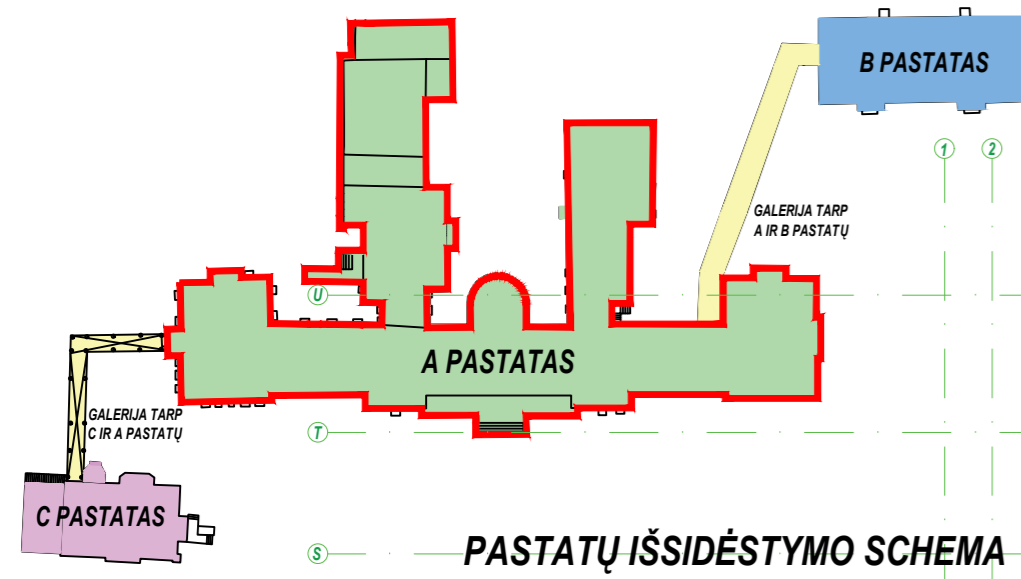 B PASTATAS
1 2
GALERIJA TARP
A IR B PASTATŲ
U
A PASTATAS
GALERIJA TARP
C IR A PASTATŲ
T
C PASTATAS
S
PASTATŲ IŠSIDĖSTYMO SCHEMA